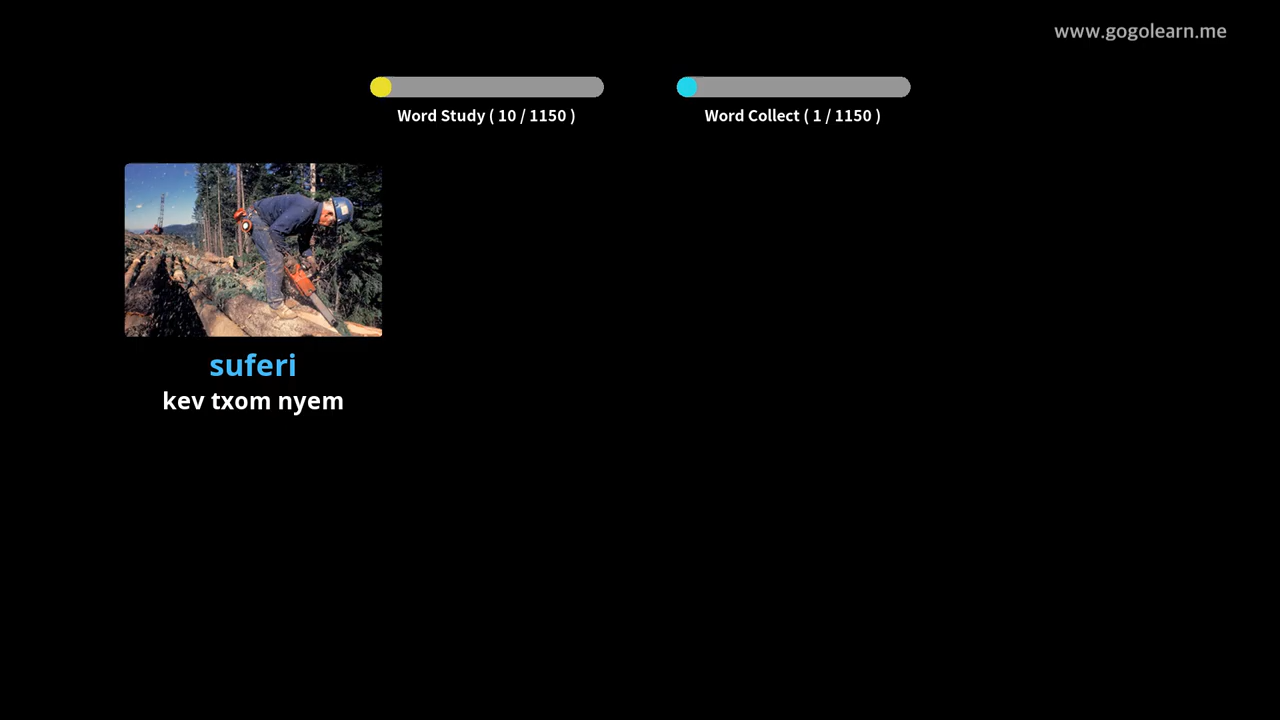 www.gogolearn.me
Word Study ( 10 / 1150 )
Word Collect ( 1 / 1150 )
suferi
kev txom nyem